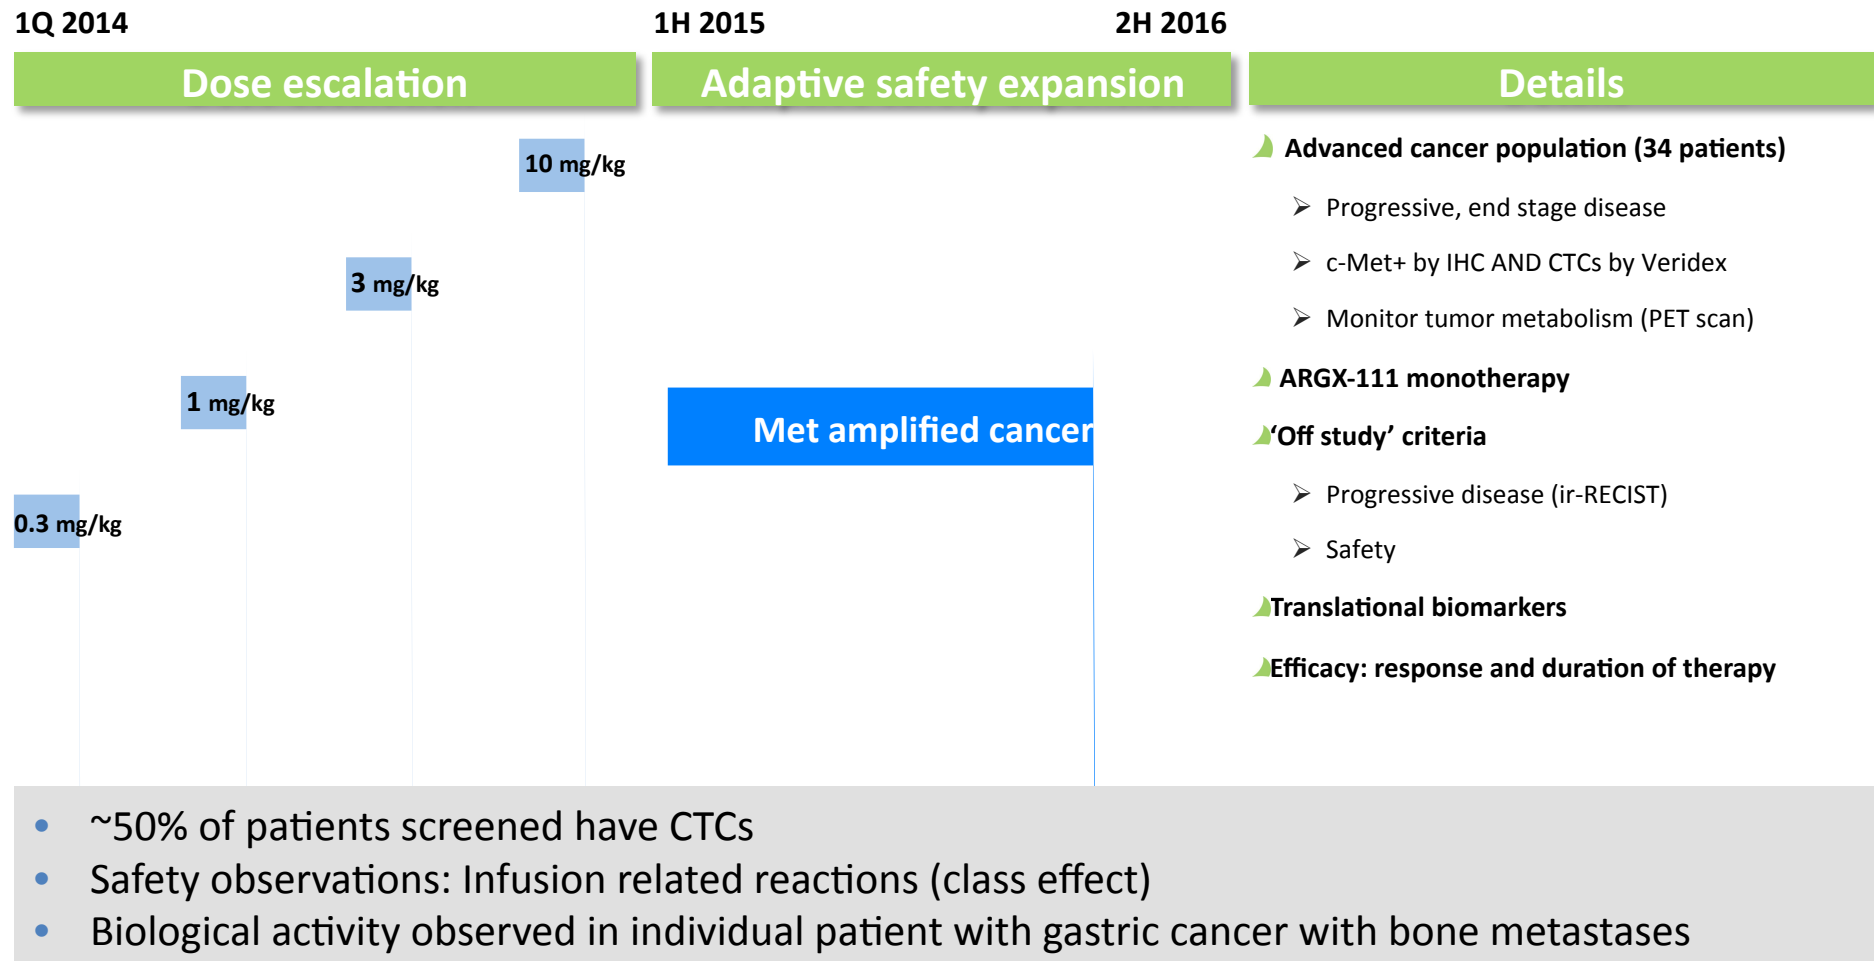 1Q 2014
1H 2015
2H 2016
Dose escalation
Adaptive safety expansion
Details
10 mg/kg
3 mg/kg
1 mg/kg
0.3 mg/kg
Met amplified cancer
Advanced cancer population (34 patients)
Progressive, end stage disease
c-Met+ by IHC AND CTCs by Veridex
Monitor tumor metabolism (PET scan)
ARGX-111 monotherapy
‘Off study’ criteria
Progressive disease (ir-RECIST)
Safety
Translational biomarkers
Efficacy: response and duration of therapy
• ~50% of patients screened have CTCs
• Safety observations: Infusion related reactions (class effect)
• Biological activity observed in individual patient with gastric cancer with bone metastases